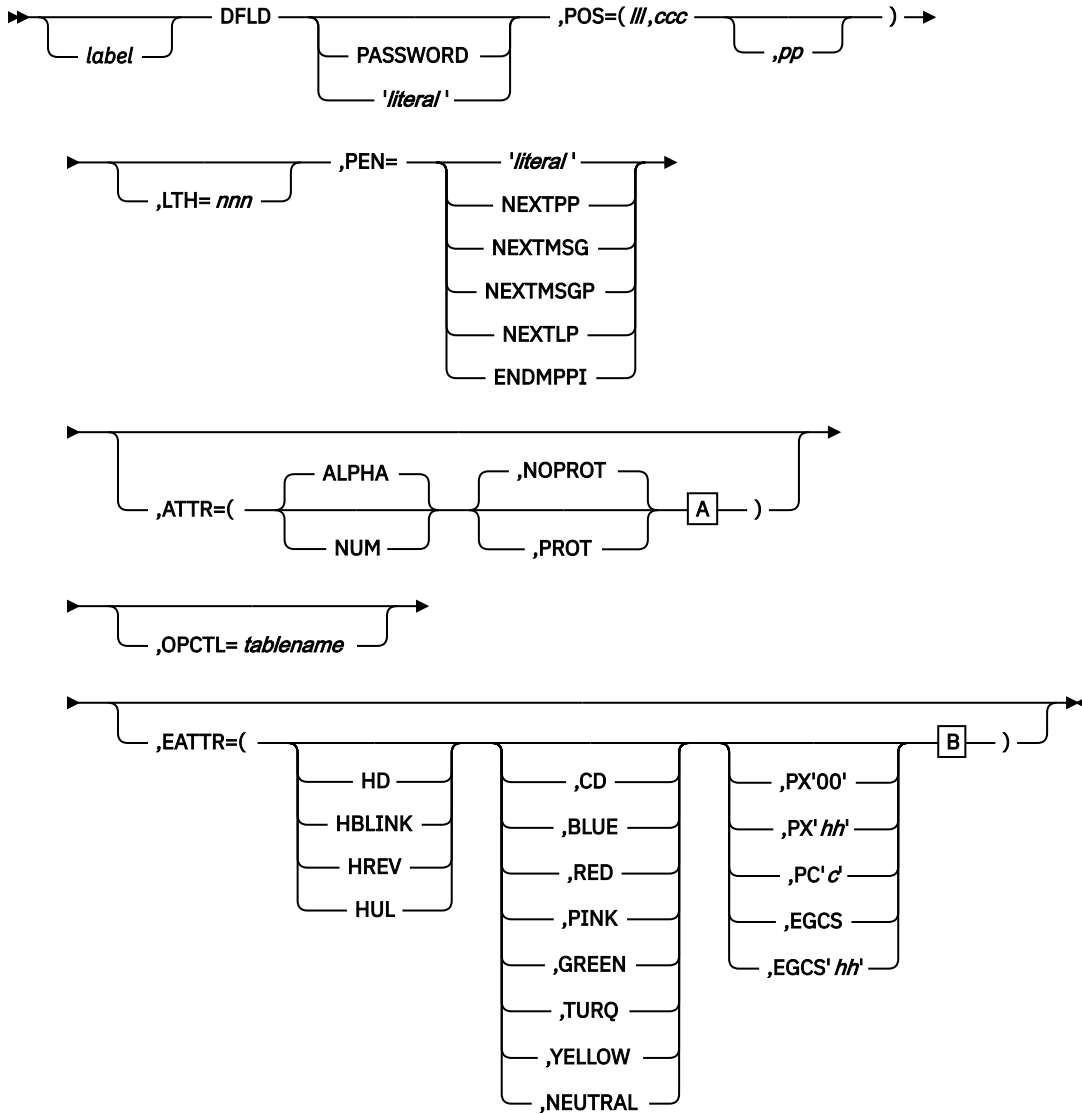 DFLD ,POS=( lll,ccc )
label PASSWORD ,pp
'literal '
,PEN= 'literal '
,LTH= nnn NEXTPP
NEXTMSG
NEXTMSGP
NEXTLP
ENDMPPI
ALPHA ,NOPROT
,ATTR=( A )
NUM ,PROT
,OPCTL= tablename
,EATTR=( B )
HD ,CD ,PX'00'
HBLINK ,BLUE ,PX'hh'
HREV ,RED ,PC'c'
HUL ,PINK ,EGCS
,GREEN ,EGCS'hh'
,TURQ
,YELLOW
,NEUTRAL